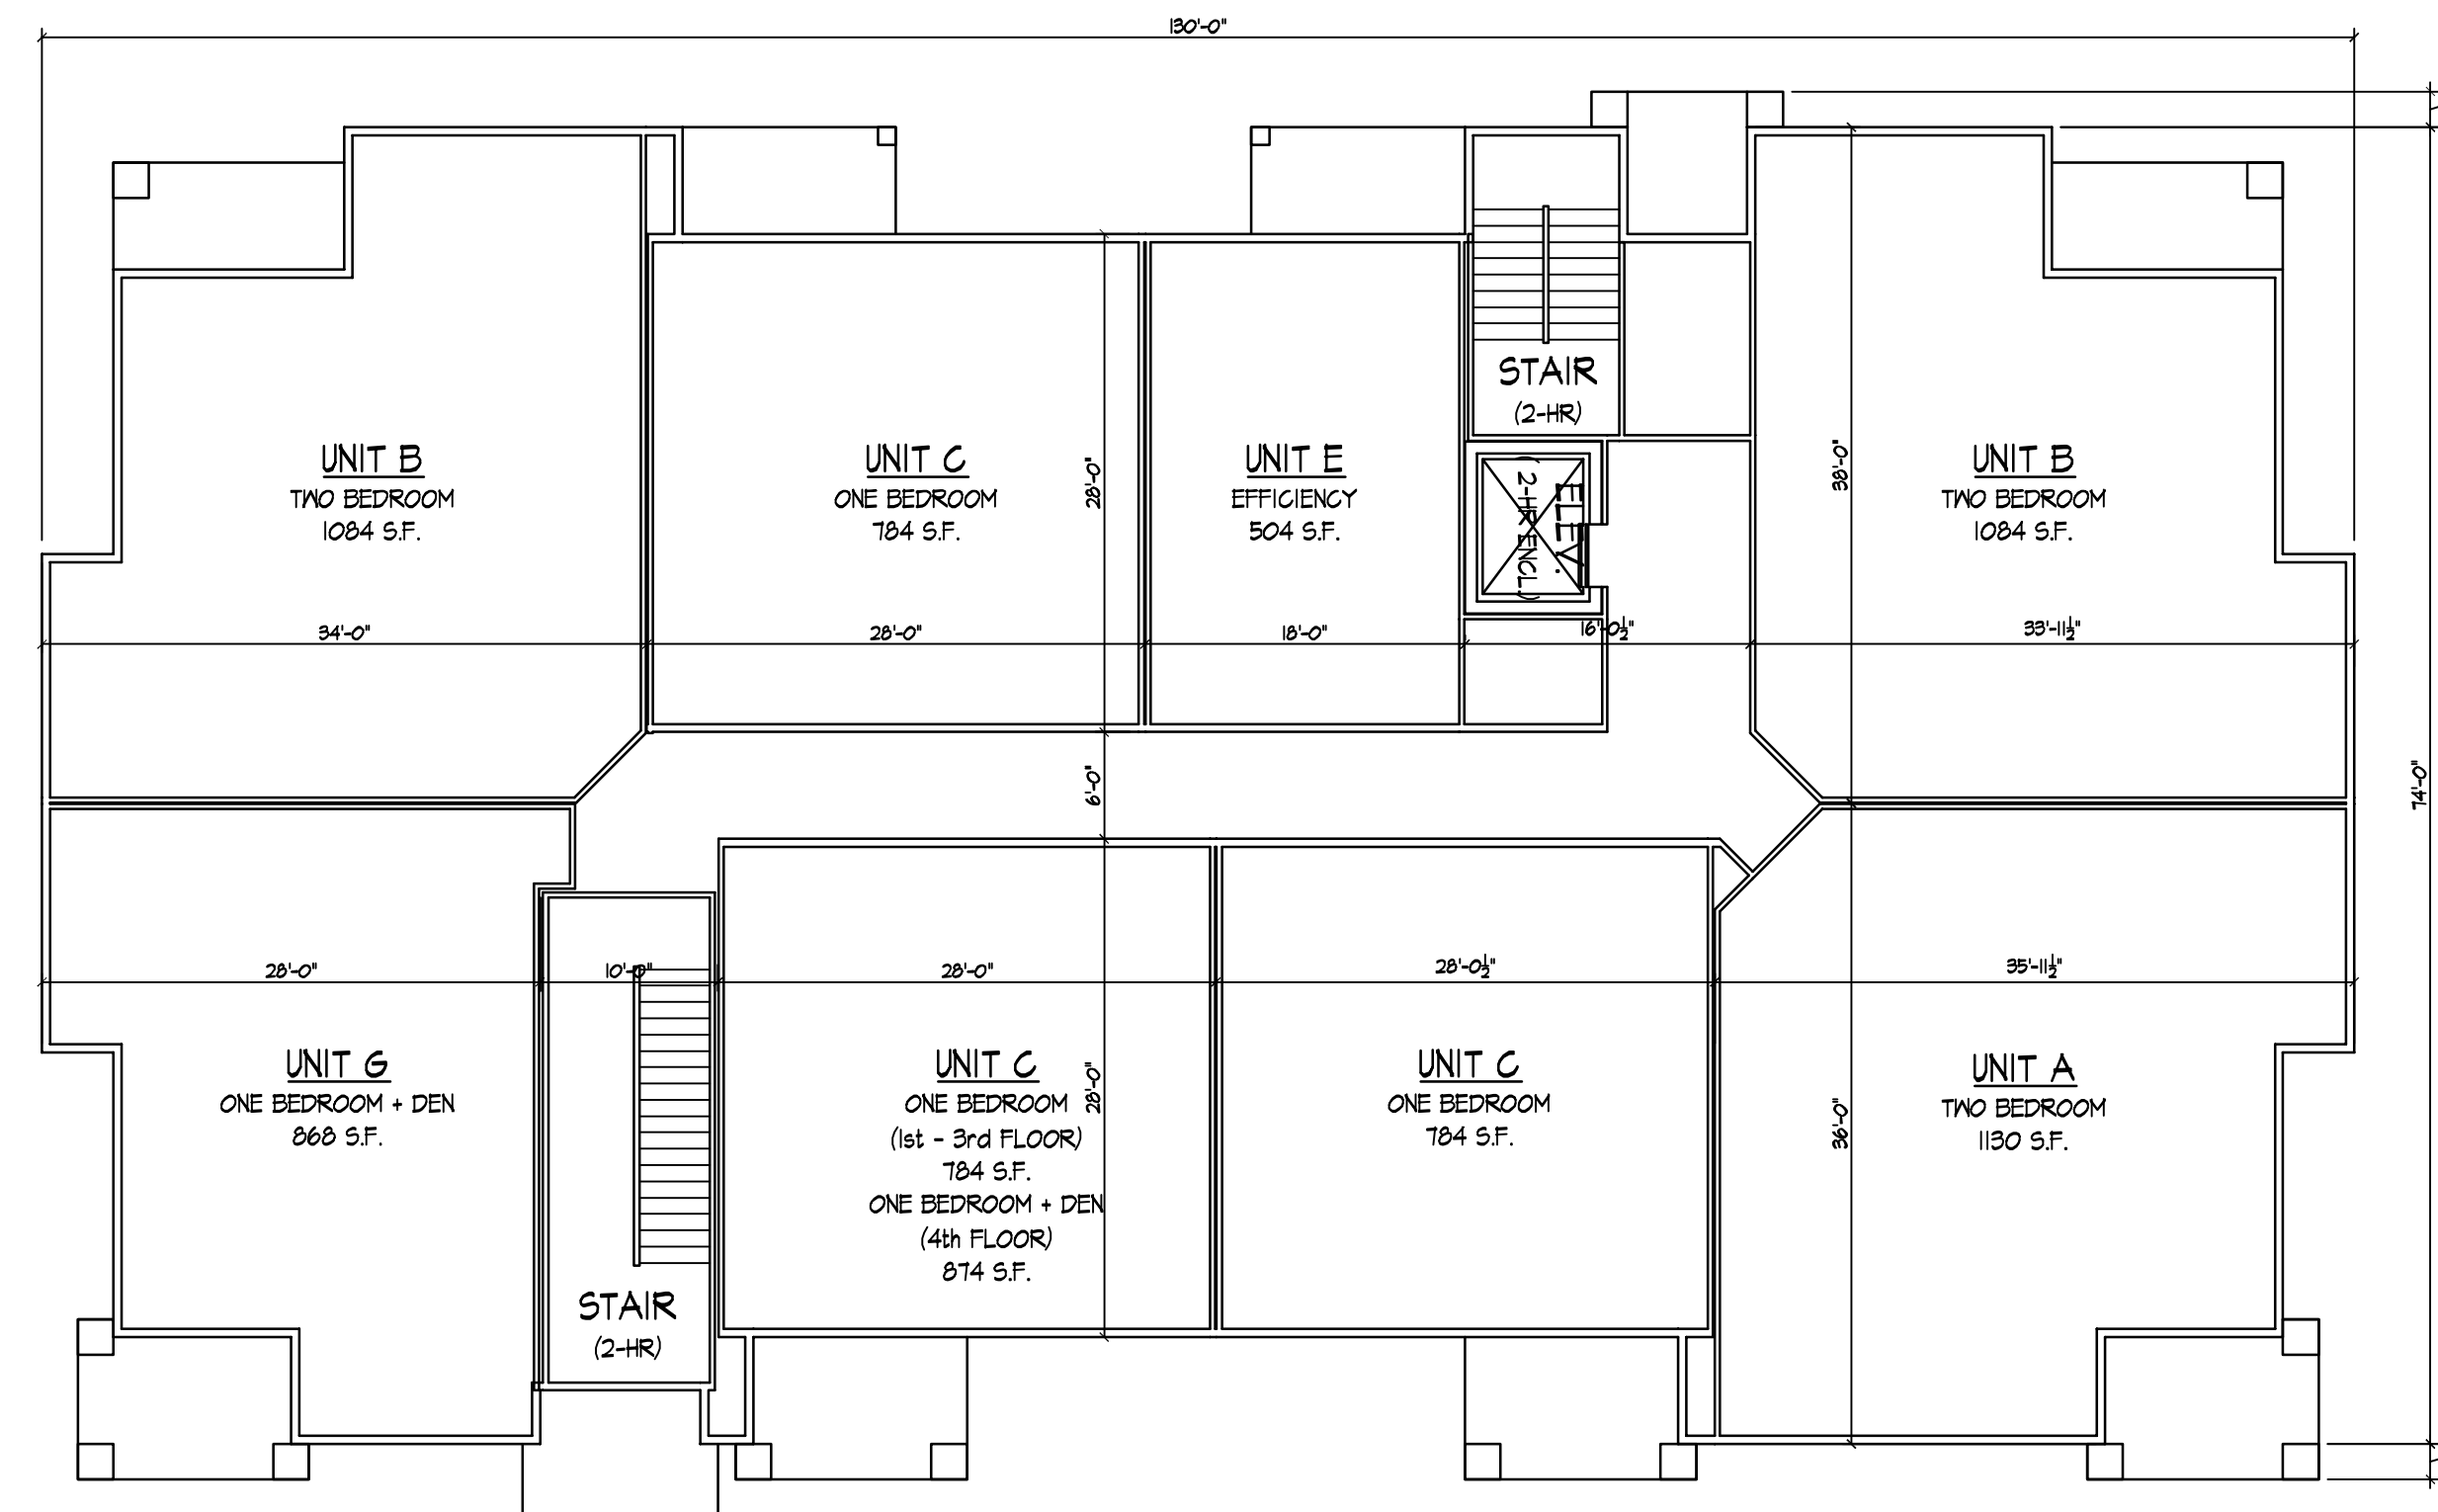 130'-0"
UNIT B
TWO BEDROOM
1084 S.F.
UNIT C
ONE BEDROOM
784 S.F.
28'-0"
UNIT E
EFFICIENCY
504 S.F.
STAIR
(2-HR)
ELEV.
(2-HR ENCL.)
38'-0"
UNIT B
TWO BEDROOM
1084 S.F.
34'-0"
28'-0"
18'-0"
16'-0½"
33'-11½"
6'-0"
74'-0"
28'-0"
10'-0"
28'-0"
28'-0½"
35'-11½"
UNIT G
ONE BEDROOM + DEN
868 S.F.
STAIR
(2-HR)
UNIT C
ONE BEDROOM
(1st - 3rd FLOOR)
784 S.F.
ONE BEDROOM + DEN
(4th FLOOR)
874 S.F.
28'-0"
UNIT C
ONE BEDROOM
784 S.F.
36'-0"
UNIT A
TWO BEDROOM
1130 S.F.